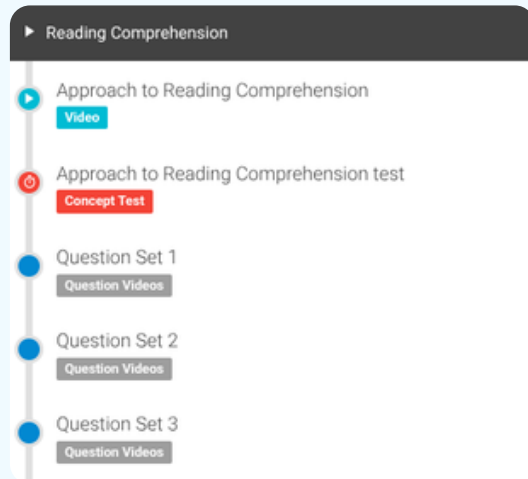 Reading Comprehension
Approach to Reading Comprehension
Video
Approach to Reading Comprehension test
Concept Test
Question Set 1
Question Videos
Question Set 2
Question Videos
Question Set 3
Question Videos